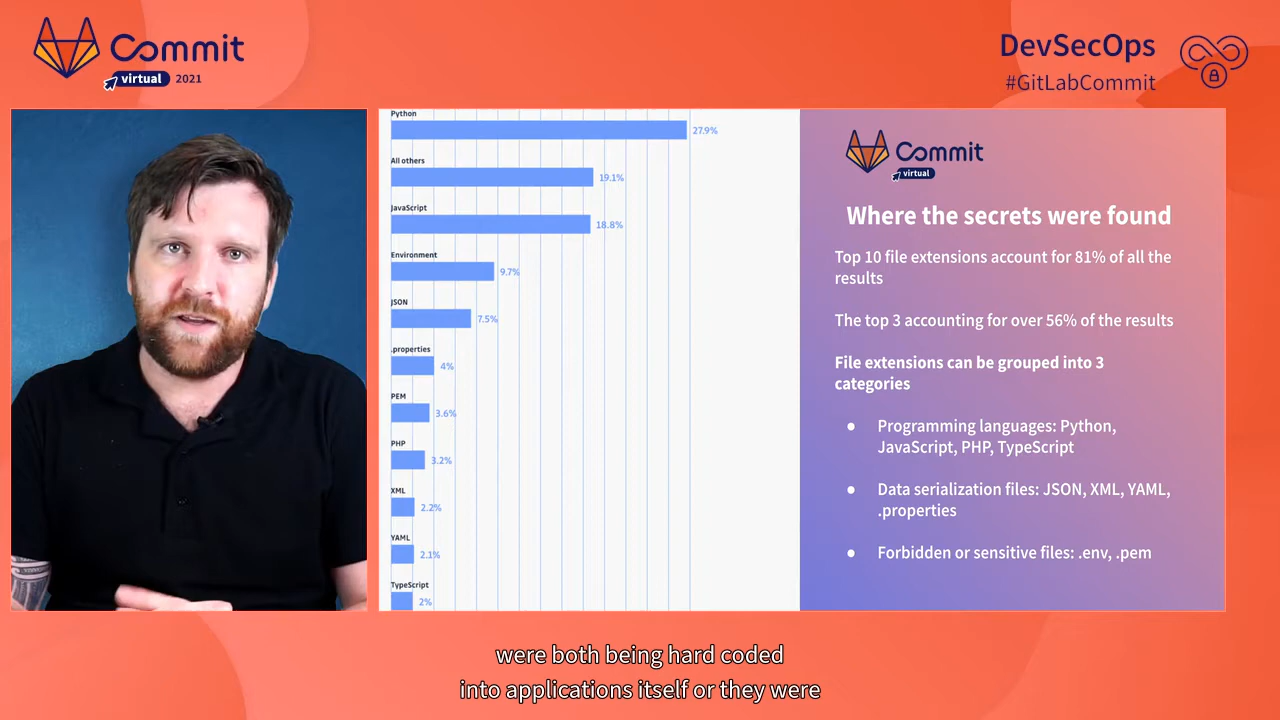 Commit
virtual 2021
DevSecOps
#GitLabCommit
Python
27.9%
All others
19.1%
JavaScript
18.8%
Environment
9.7%
JSON
7.5%
.properties
4%
PEM
3.6%
PHP
3.2%
XML
2.2%
YAML
2.1%
TypeScript
2%
Commit
virtual
Where the secrets were found
Top 10 file extensions account for 81% of all the
results
The top 3 accounting for over 56% of the results
File extensions can be grouped into 3
categories
● Programming languages: Python,
JavaScript, PHP, TypeScript
● Data serialization files: JSON, XML, YAML,
.properties
● Forbidden or sensitive files: .env, .pem
were both being hard coded
into applications itself or they were